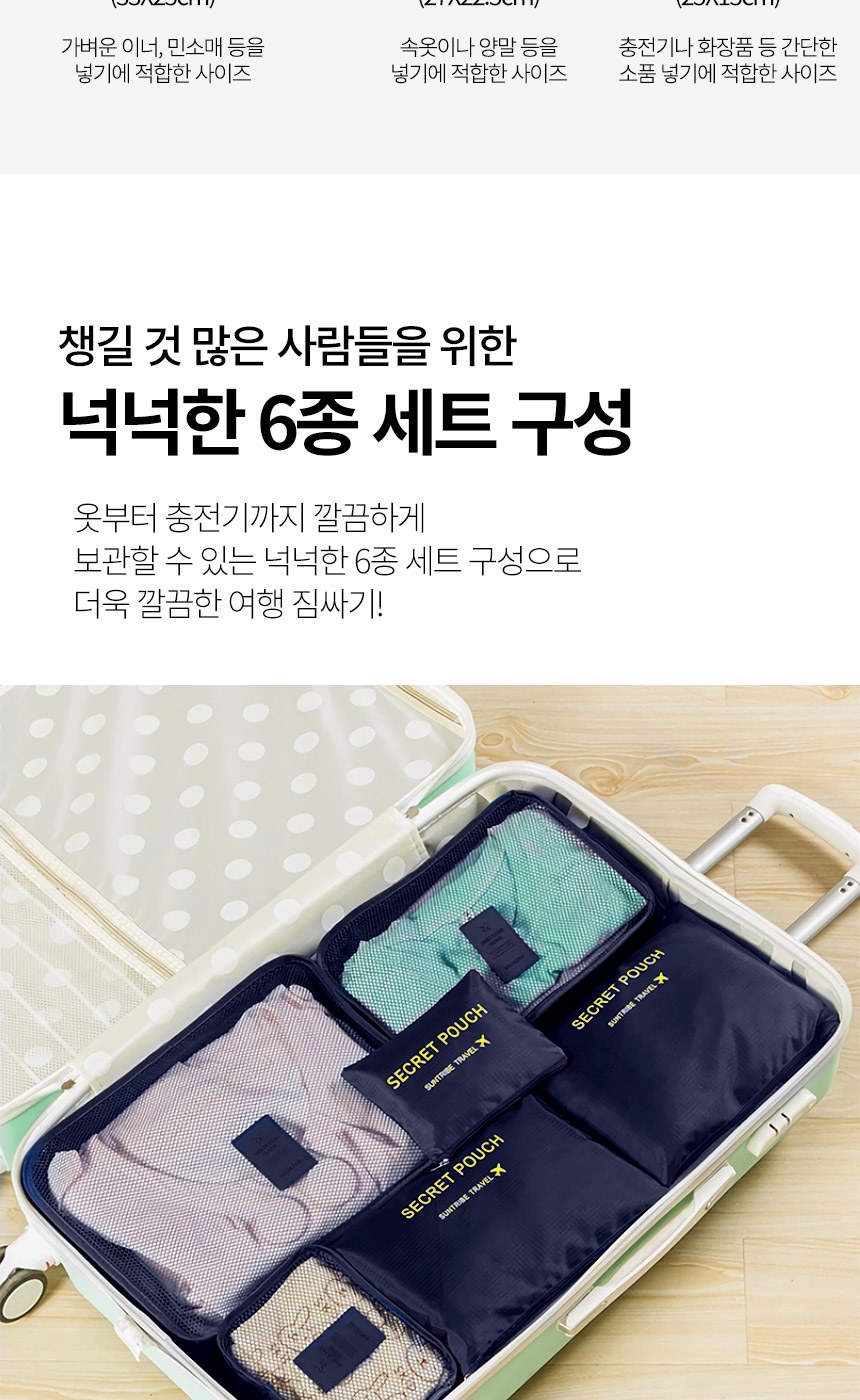 가벼운 이너, 민소매 등을
넣기에 적합한 사이즈
속옷이나 양말 등을
넣기에 적합한 사이즈
충전기나 화장품 등 간단한
소품 넣기에 적합한 사이즈
챙길 것 많은 사람들을 위한
넉넉한 6종 세트 구성
옷부터 충전기까지 깔끔하게
보관할 수 있는 넉넉한 6종 세트 구성으로
더욱 깔끔한 여행 짐싸기!
SECRET POUCH
SUNTRIBE TRAVEL
SECRET POUCH
SUNTRIBE TRAVEL
SECRET POUCH
SUNTRIBE TRAVEL